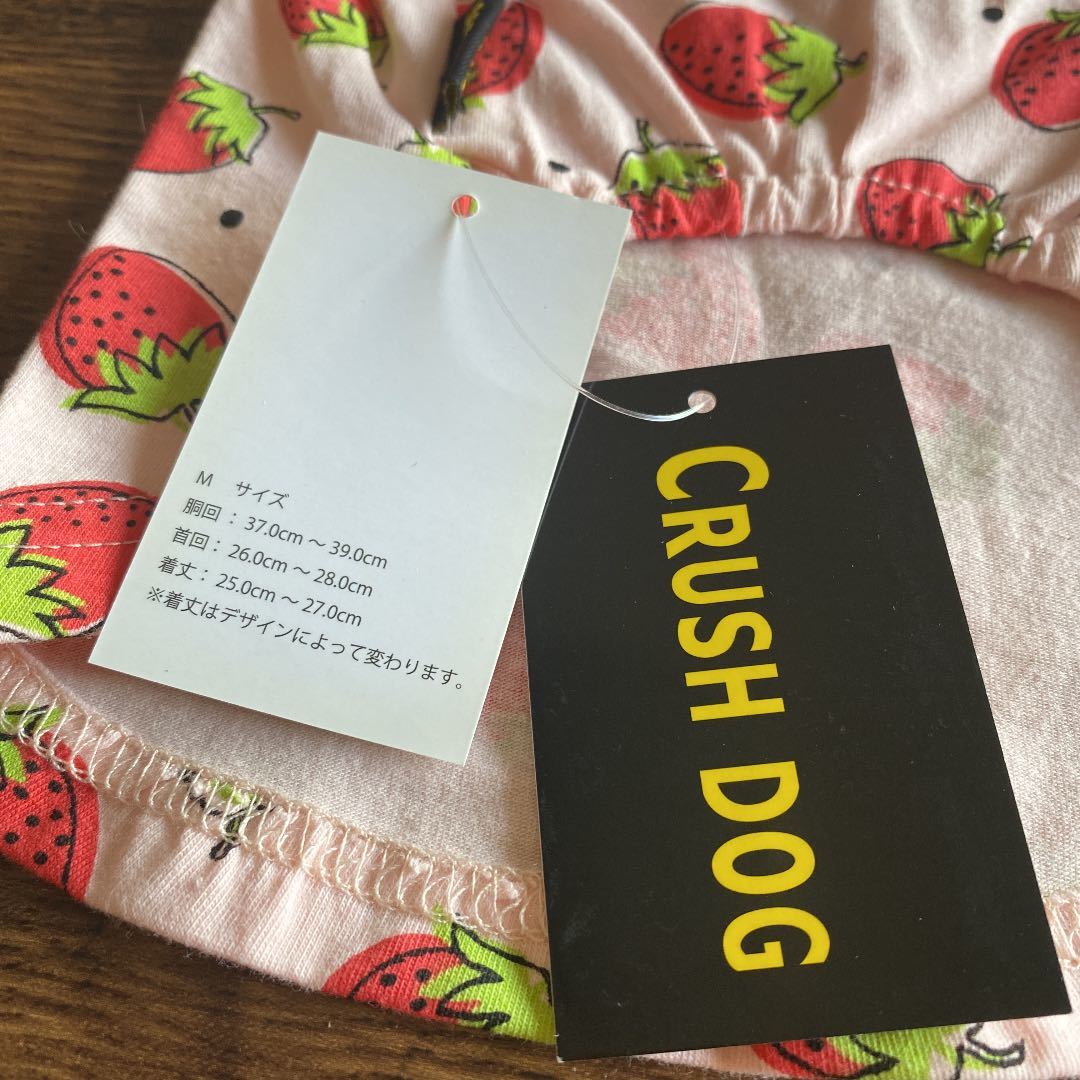 M サイズ
胴回 : 37.0cm 〜 39.0cm
首回 : 26.0cm 〜 28.0cm
着丈 : 25.0cm 〜 27.0cm
※着丈はデザインによって変わります。
CRUSH DOG